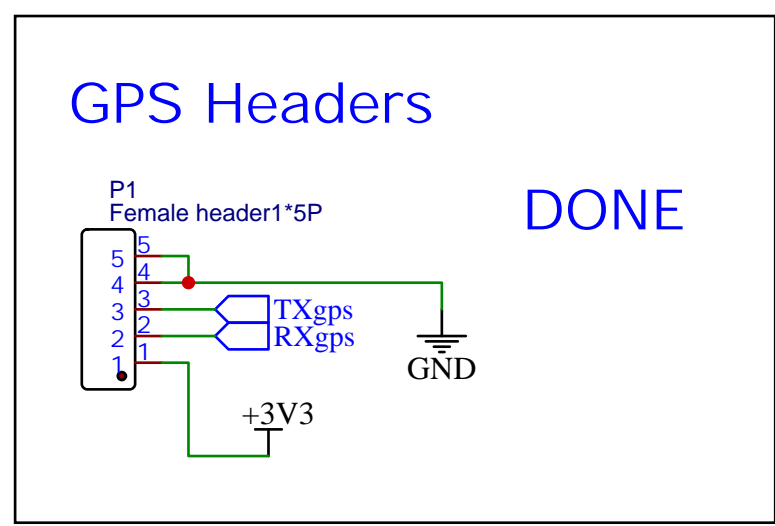 GPS Headers
DONE
P1
Female header1*5P
5 5
4 4
3 3 TXgps
2 2 RXgps
1 1
GND
+3V3